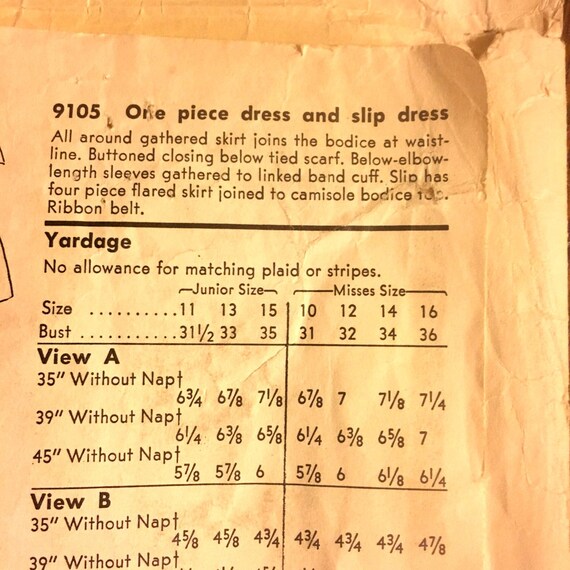 9105 One piece dress and slip dress
All around gathered skirt joins the bodice at waist-
line. Buttoned closing below tied scarf. Below-elbow-
length sleeves gathered to linked band cuff. Slip has
four piece flared skirt joined to camisole bodice top.
Ribbon belt.
Yardage
No allowance for matching plaid or stripes.
Junior Size Misses Size
Size ..........11 13 15 10 12 14 16
Bust ...........31½ 33 35 31 32 34 36
View A
35" Without Nap†
6¾ 6⅞ 7⅛ 6⅞ 7 7⅛ 7¼
39" Without Nap†
6¼ 6⅜ 6⅝ 6¼ 6⅜ 6⅝ 7
45" Without Nap†
5⅞ 5⅞ 6 5⅞ 6 6⅛ 6¼
View B
35" Without Nap†
4⅝ 4⅝ 4¾ 4¾ 4¾ 4¾ 4⅞
39" Without Nap†